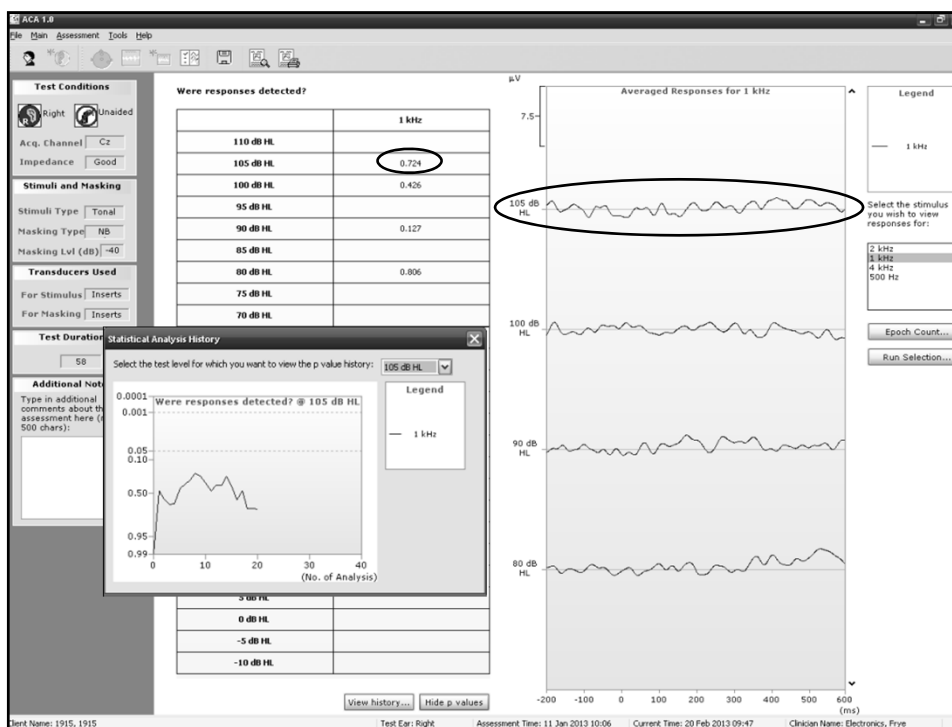 ACA 1.0
File Main Assessment Tools Help
Test Conditions
Right Unaided
Acq. Channel Cz
Impedance Good
Stimuli and Masking
Stimuli Type Tonal
Masking Type NB
Masking Lvl (dB) -40
Transducers Used
For Stimulus Inserts
For Masking Inserts
Test Duration
58
Additional Not
Type in additional
comments about th
assessment here (
500 chars):
Were responses detected?
1 kHz
110 dB HL
105 dB HL 0.724
100 dB HL 0.426
95 dB HL
90 dB HL 0.127
85 dB HL
80 dB HL 0.806
75 dB HL
70 dB HL
Statistical Analysis History
Select the test level for which you want to view the p value history: 105 dB HL
0.0001
Were responses detected? @ 105 dB HL
0.001
0.05
0.10
0.50
0.95
0.99
0 10 20 30 40
(No. of Analysis)
Legend
1 kHz
5 dB HL
0 dB HL
-5 dB HL
-10 dB HL
View history... Hide p values
µV
Averaged Responses for 1 kHz
7.5
105 dB
HL
100 dB
HL
90 dB
HL
80 dB
HL
-200 -100 0 100 200 300 400 500 600
(ms)
Legend
1 kHz
Select the stimulus
you wish to view
responses for:
2 kHz
1 kHz
4 kHz
500 Hz
Epoch Count...
Run Selection...
Client Name: 1915, 1915 Test Ear: Right Assessment Time: 11 Jan 2013 10:06 Current Time: 20 Feb 2013 09:47 Clinician Name: Electronics, Frye